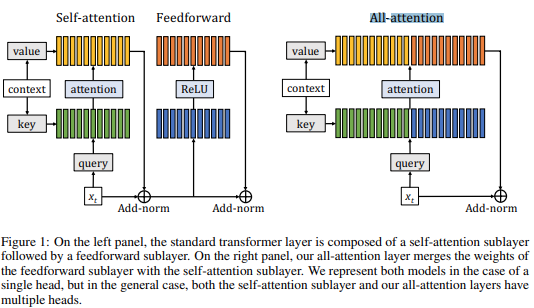 Self-attention Feedforward All-attention
value value
context attention ReLU context attention
key key
query query
xt xt
Add-norm Add-norm Add-norm
Figure 1: On the left panel, the standard transformer layer is composed of a self-attention sublayer
followed by a feedforward sublayer. On the right panel, our all-attention layer merges the weights of
the feedforward sublayer with the self-attention sublayer. We represent both models in the case of a
single head, but in the general case, both the self-attention sublayer and our all-attention layers have
multiple heads.